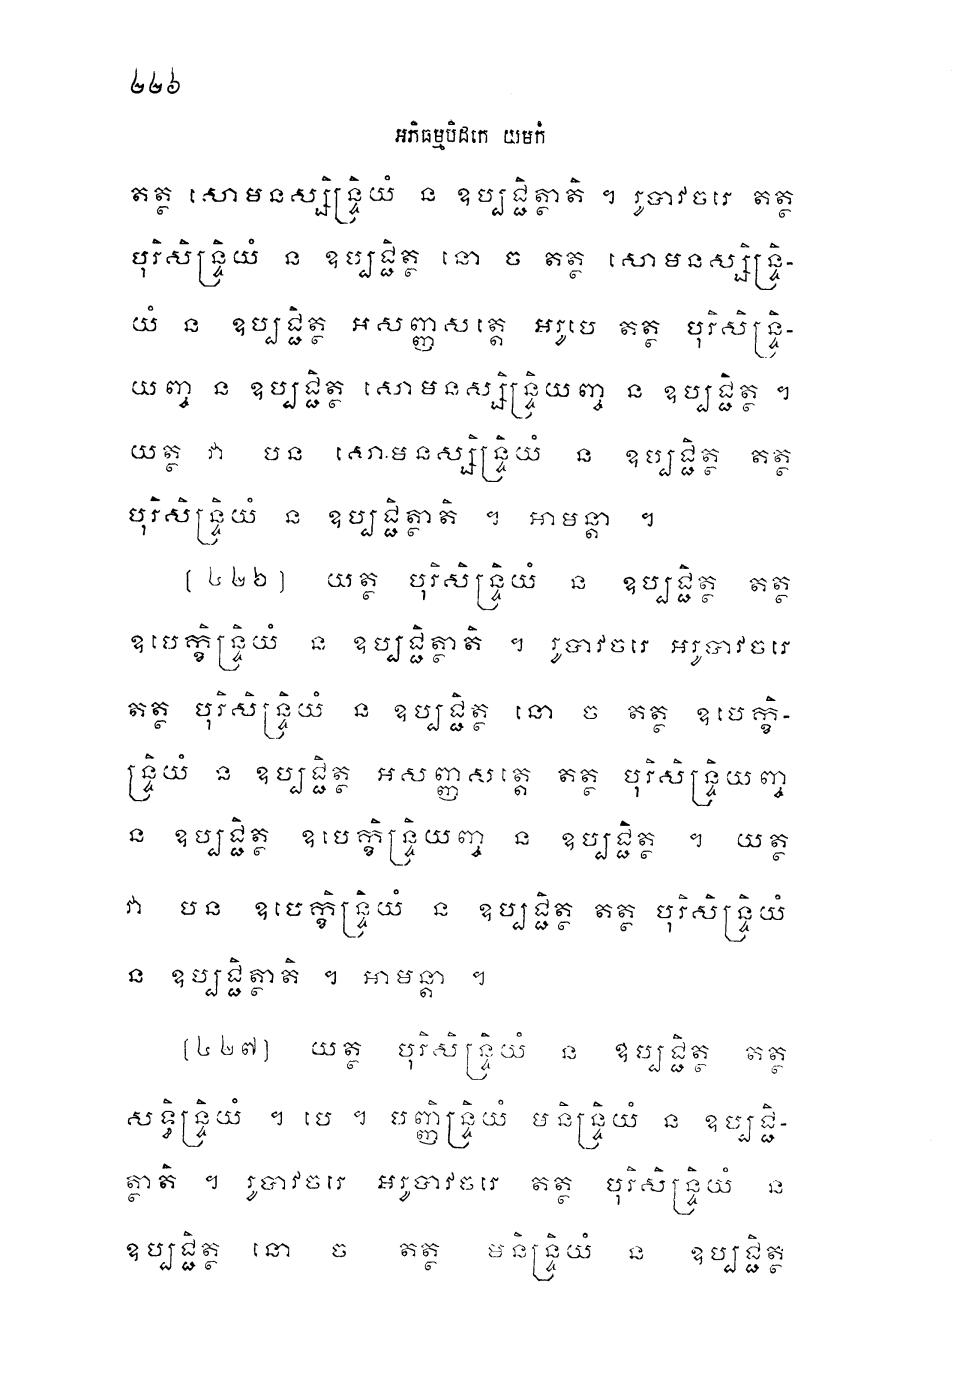 ២២៦
អភិធម្មបិដកេ យមកំ
តត្ថ សោមនស្សិន្ទ្រិយំ ន ឧប្បជ្ជិត្ថាតិ ។ រូបាវចរេ តត្ថ
បុរិសិន្ទ្រិយំ ន ឧប្បជ្ជិត្ថ នោ ច តត្ថ សោមនស្សិន្ទ្រិ-
យំ ន ឧប្បជ្ជិត្ថ អសញ្ញសត្តេ អរូបេ តត្ថ បុរិសិន្ទ្រិ-
យញ្ច ន ឧប្បជ្ជិត្ថ សោមនស្សិន្ទ្រិយញ្ច ន ឧប្បជ្ជិត្ថ ។
យត្ថ វា បន សោមនស្សិន្ទ្រិយំ ន ឧប្បជ្ជិត្ថ តត្ថ
បុរិសិន្ទ្រិយំ ន ឧប្បជ្ជិត្ថាតិ ។ អាមន្តា ។
[៤២៦] យត្ថ បុរិសិន្ទ្រិយំ ន ឧប្បជ្ជិត្ថ តត្ថ
ឧបេក្ខិន្ទ្រិយំ ន ឧប្បជ្ជិត្ថាតិ ។ រូបាវចរេ អរូបាវចរេ
តត្ថ បុរិសិន្ទ្រិយំ ន ឧប្បជ្ជិត្ថ នោ ច តត្ថ ឧបេក្ខិ-
ន្ទ្រិយំ ន ឧប្បជ្ជិត្ថ អសញ្ញសត្តេ តត្ថ បុរិសិន្ទ្រិយញ្ច
ន ឧប្បជ្ជិត្ថ ឧបេក្ខិន្ទ្រិយញ្ច ន ឧប្បជ្ជិត្ថ ។ យត្ថ
វា បន ឧបេក្ខិន្ទ្រិយំ ន ឧប្បជ្ជិត្ថ តត្ថ បុរិសិន្ទ្រិយំ
ន ឧប្បជ្ជិត្ថាតិ ។ អាមន្តា ។
[៤២៧] យត្ថ បុរិសិន្ទ្រិយំ ន ឧប្បជ្ជិត្ថ តត្ថ
សទ្ធិន្ទ្រិយំ ។ បេ ។ បញ្ញិន្ទ្រិយំ មនិន្ទ្រិយំ ន ឧប្បជ្ជិ-
ត្ថាតិ ។ រូបាវចរេ អរូបាវចរេ តត្ថ បុរិសិន្ទ្រិយំ ន
ឧប្បជ្ជិត្ថ នោ ច តត្ថ មនិន្ទ្រិយំ ន ឧប្បជ្ជិត្ថ